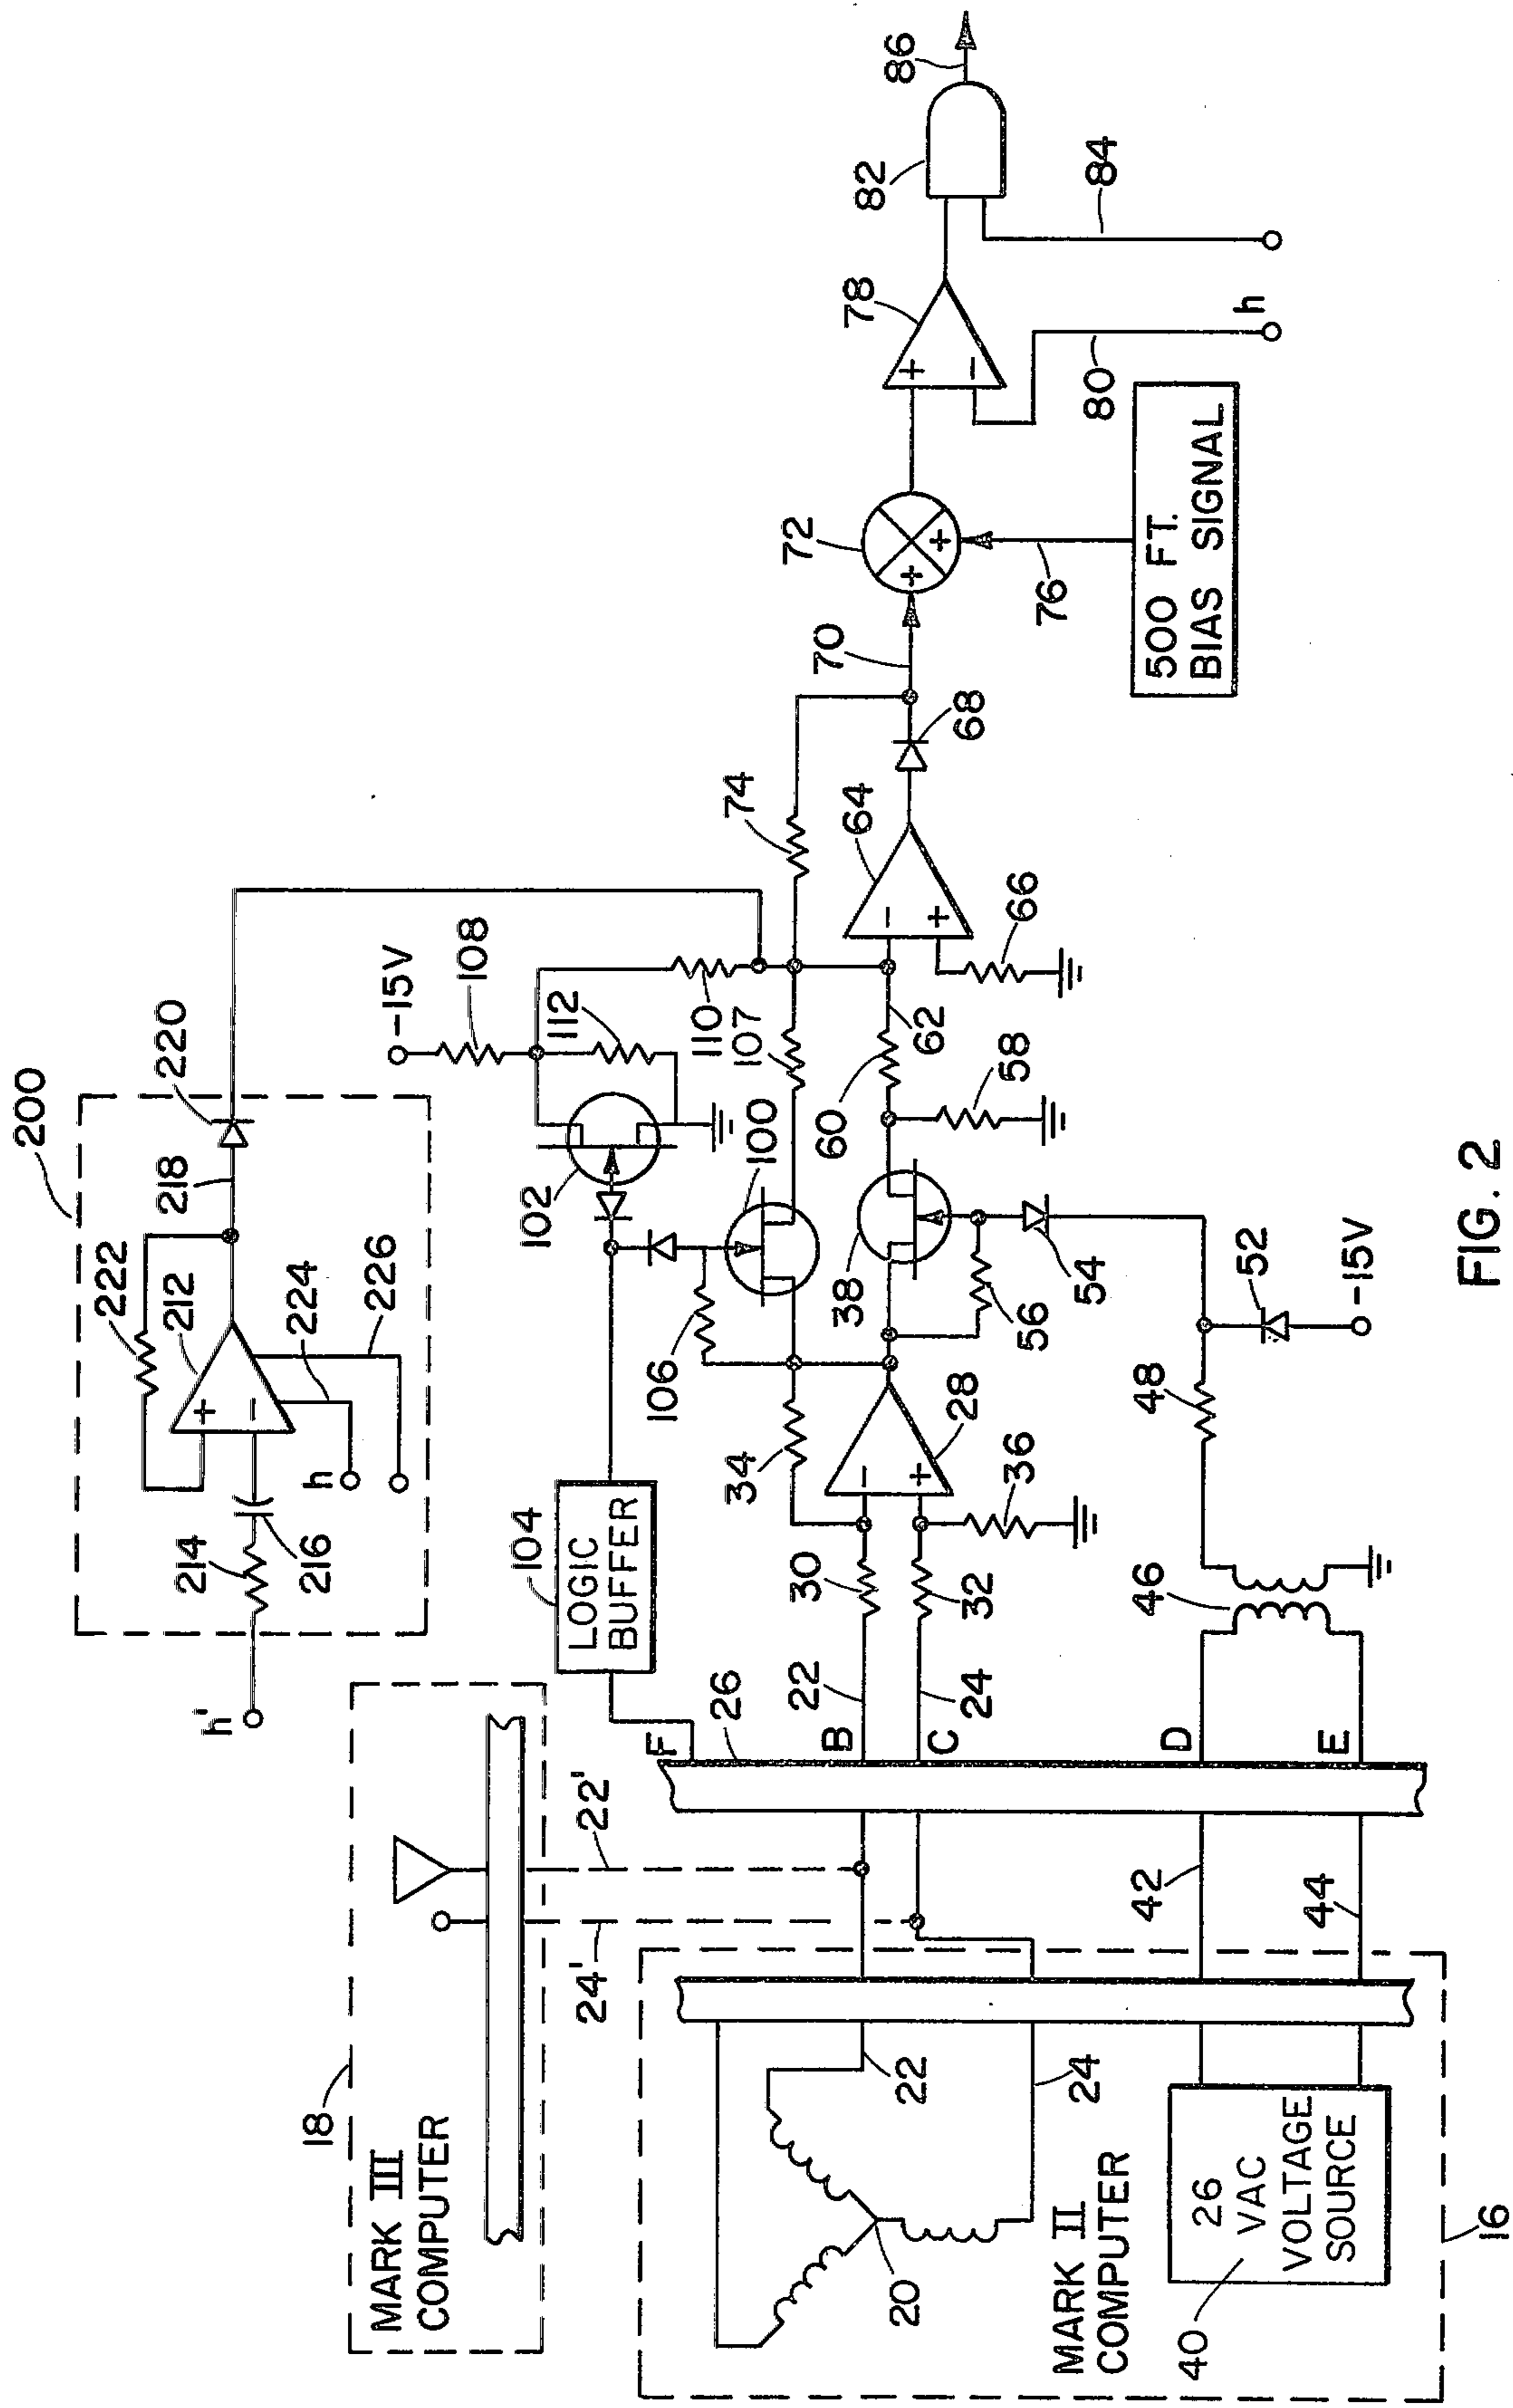 200
222
212
218
220
214
216
224
226
h'
h
-15V
108
112
110
107
102
100
106
104
LOGIC
BUFFER
18
MARK III
COMPUTER
24'
22'
F
26
B
C
D
E
22
24
30
32
34
36
28
38
56
54
52
-15V
48
46
60
62
58
64
66
74
68
70
72
76
500 FT.
BIAS SIGNAL
78
80
h
82
84
86
42
44
22
24
20
MARK II
COMPUTER
26
VAC
VOLTAGE
SOURCE
40
16
FIG. 2